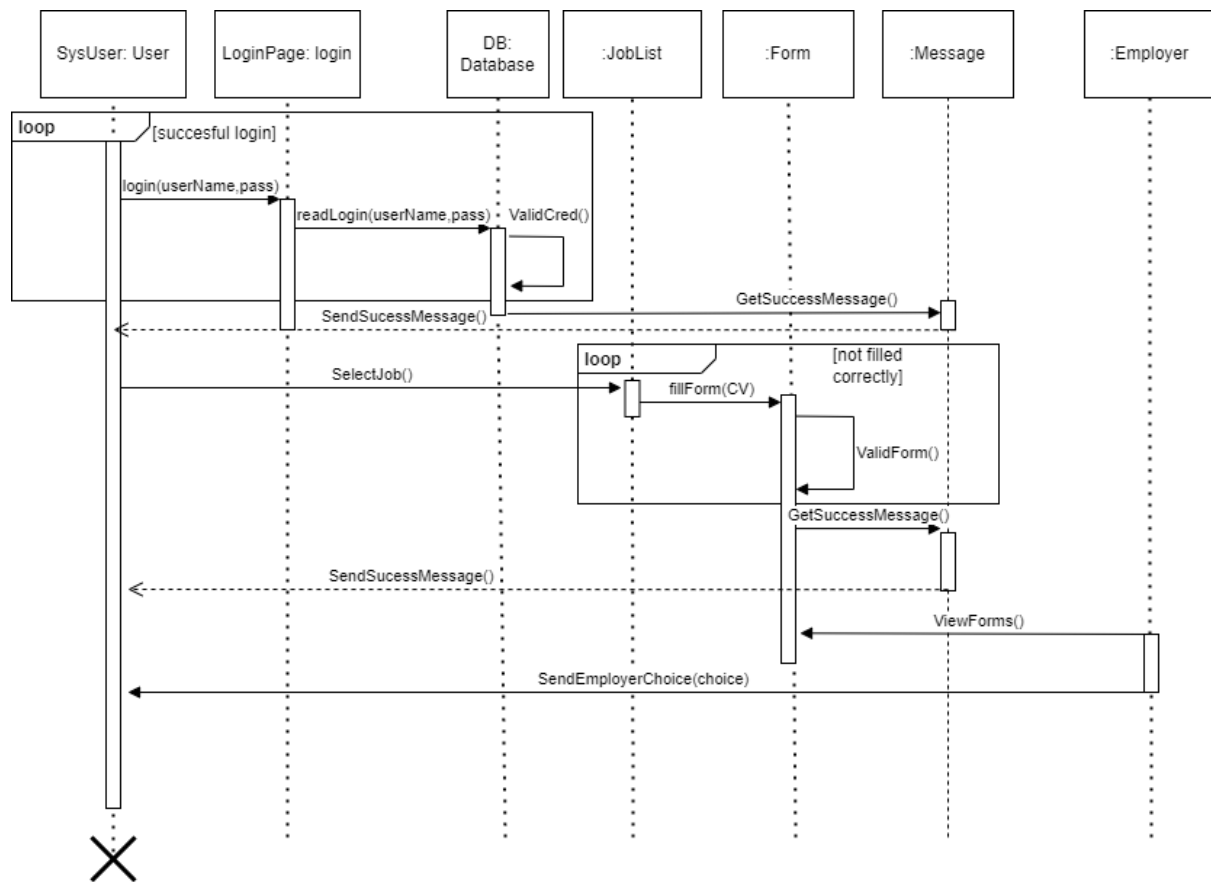 SysUser: User
LoginPage: login
DB:
Database
:JobList
:Form
:Message
:Employer
loop
[succesful login]
login(userName,pass)
readLogin(userName,pass)
ValidCred()
GetSuccessMessage()
SendSucessMessage()
loop
[not filled
correctly]
SelectJob()
fillForm(CV)
ValidForm()
GetSuccessMessage()
SendSucessMessage()
ViewForms()
SendEmployerChoice(choice)